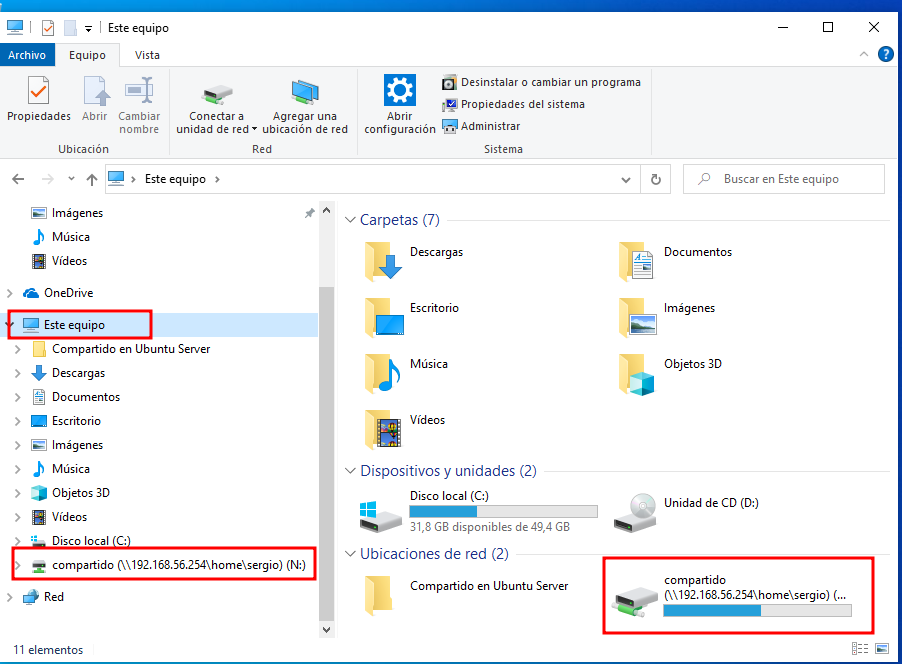 Este equipo
Archivo
Equipo
Vista
Propiedades
Abrir
Cambiar
nombre
Ubicación
Conectar a
unidad de red
Agregar una
ubicación de red
Red
Abrir
configuración
Desinstalar o cambiar un programa
Propiedades del sistema
Administrar
Sistema
Este equipo
Buscar en Este equipo
Imágenes
Música
Vídeos
OneDrive
Este equipo
Compartido en Ubuntu Server
Descargas
Documentos
Escritorio
Imágenes
Música
Objetos 3D
Vídeos
Disco local (C:)
compartido (\\192.168.56.254\home\sergio) (N:)
Red
Carpetas (7)
Descargas
Documentos
Escritorio
Imágenes
Música
Objetos 3D
Vídeos
Dispositivos y unidades (2)
Disco local (C:)
31,8 GB disponibles de 49,4 GB
Unidad de CD (D:)
Ubicaciones de red (2)
Compartido en Ubuntu Server
compartido
(\\192.168.56.254\home\sergio) (...
11 elementos